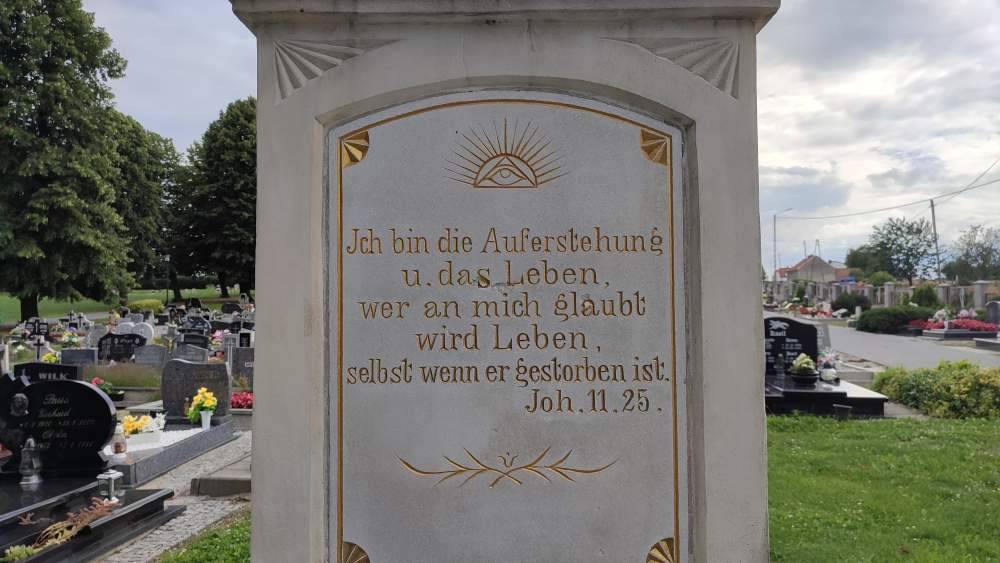 Jch bin die Auferstehung
u. das Leben,
wer an mich glaubt
wird Leben,
selbst wenn er gestorben ist.
Joh. 11. 25.
WILK